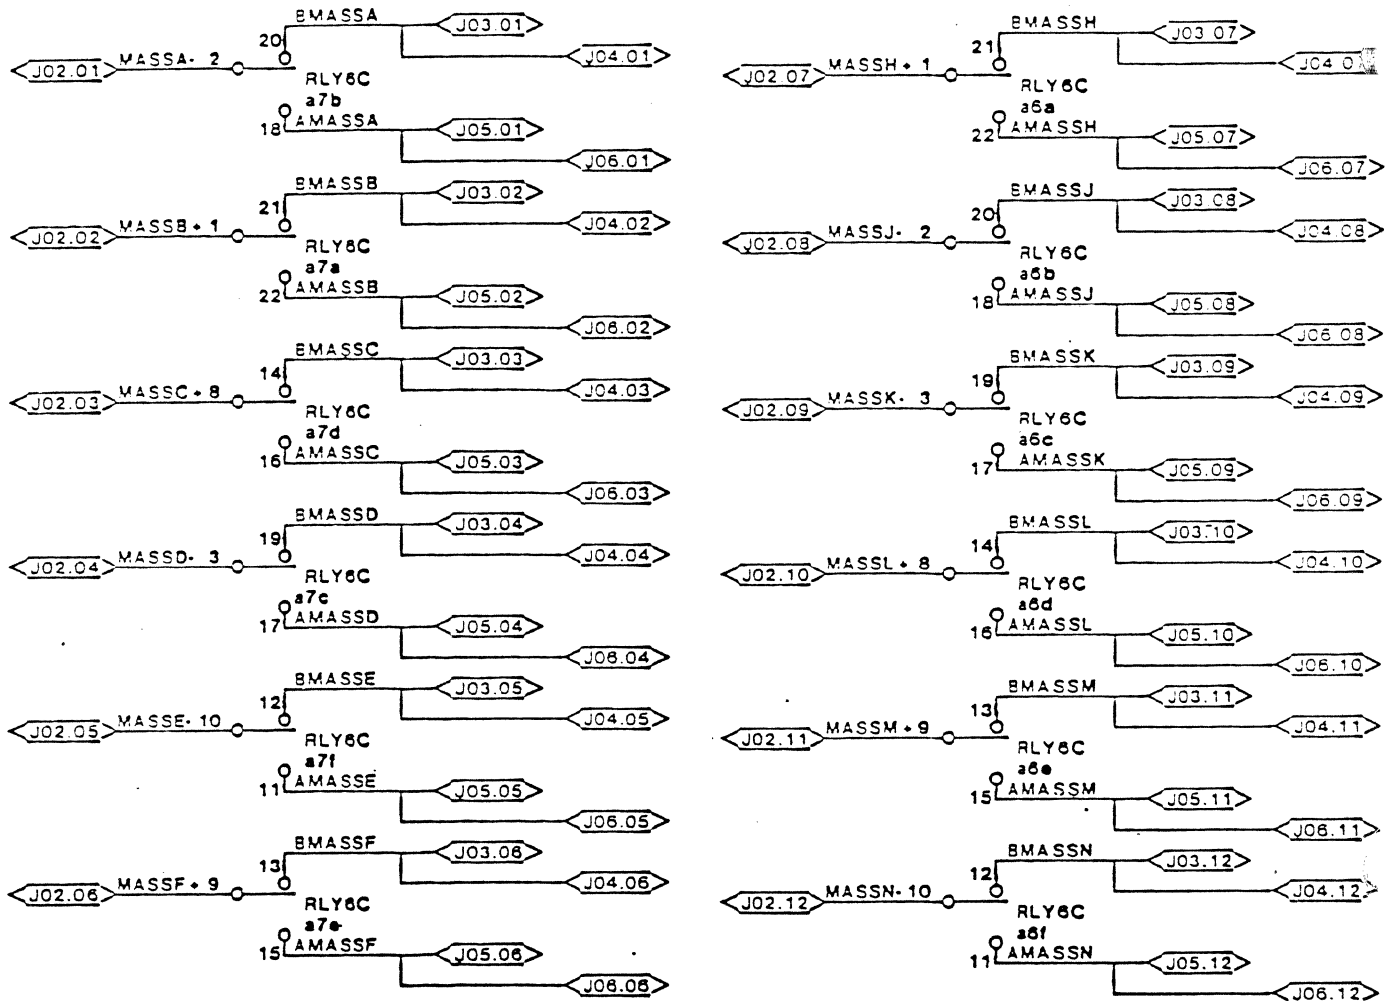 BMASSA
J03.01
20
J04.01
J02.01
MASSA- 2
RLY6C
a7b
18
AMASSA
J05.01
J06.01
BMASSB
J03.02
21
J04.02
J02.02
MASSB+ 1
RLY6C
a7a
22
AMASSB
J05.02
J06.02
BMASSC
J03.03
14
J04.03
J02.03
MASSC+ 8
RLY6C
a7d
16
AMASSC
J05.03
J06.03
BMASSD
J03.04
19
J04.04
J02.04
MASSD- 3
RLY6C
a7c
17
AMASSD
J05.04
J06.04
BMASSE
J03.05
12
J04.05
J02.05
MASSE- 10
RLY6C
a7f
11
AMASSE
J05.05
J06.05
BMASSF
J03.06
13
J04.06
J02.06
MASSF+ 9
RLY6C
a7e
15
AMASSF
J05.06
J06.06
BMASSH
J03.07
21
J02.07
MASSH+ 1
RLY6C
a6a
22
AMASSH
J05.07
J06.07
BMASSJ
J03.08
20
J04.08
J02.08
MASSJ- 2
RLY6C
a6b
18
AMASSJ
J05.08
J06.08
BMASSK
J03.09
19
J04.09
J02.09
MASSK- 3
RLY6C
a6c
17
AMASSK
J05.09
J06.09
BMASSL
J03.10
14
J04.10
J02.10
MASSL+ 8
RLY6C
a6d
16
AMASSL
J05.10
J06.10
BMASSM
J03.11
13
J04.11
J02.11
MASSM+ 9
RLY6C
a6e
15
AMASSM
J05.11
J06.11
BMASSN
J03.12
12
J04.12
J02.12
MASSN- 10
RLY6C
a6f
11
AMASSN
J05.12
J06.12